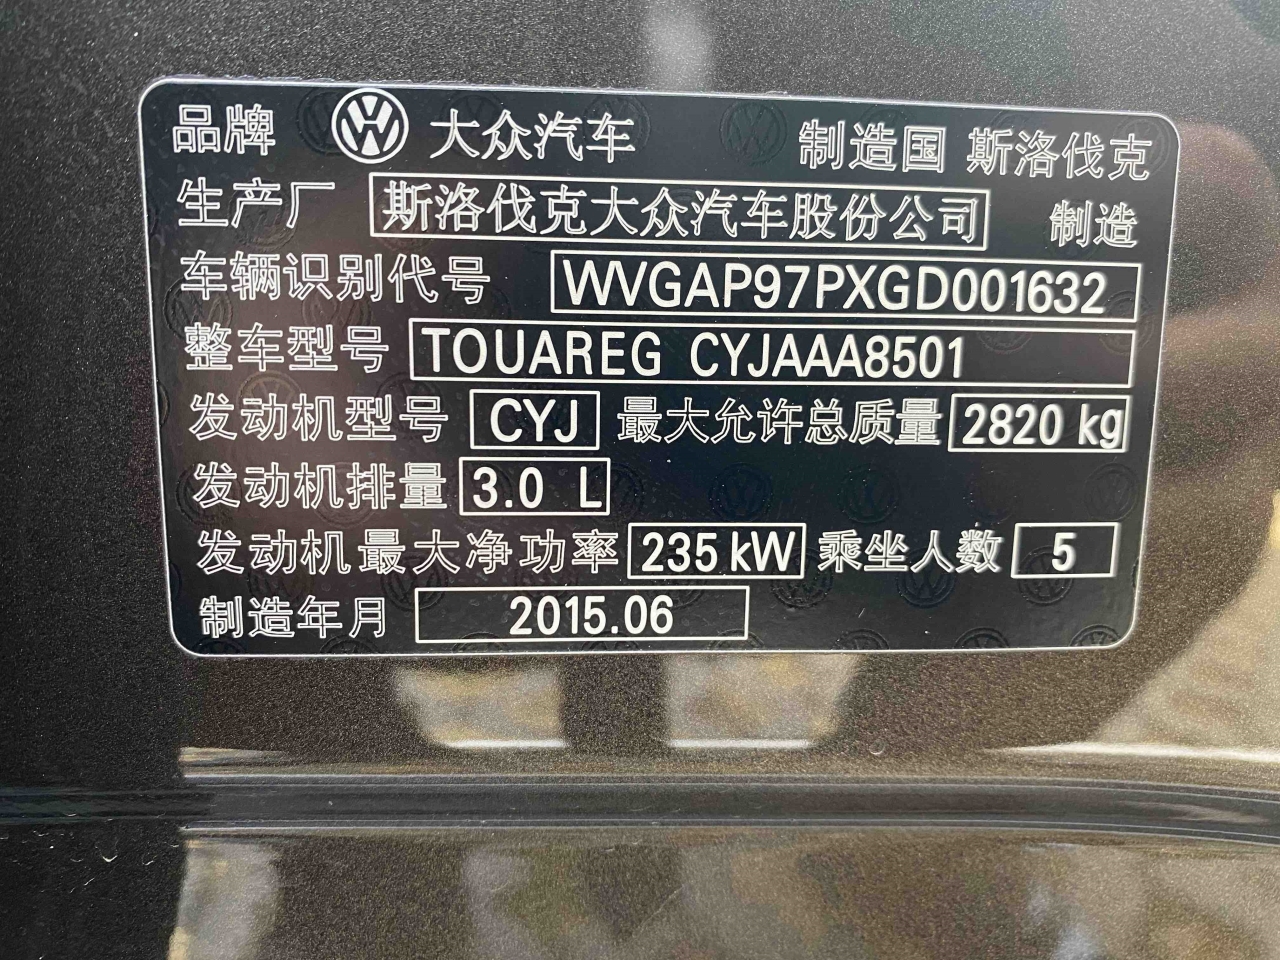 品牌 大众汽车 制造国 斯洛伐克
生产厂 斯洛伐克大众汽车股份公司 制造
车辆识别代号 WVGAP97PXGD001632
整车型号 TOUAREG CYJAAA8501
发动机型号 CYJ 最大允许总质量 2820 kg
发动机排量 3.0 L
发动机最大净功率 235 kW 乘坐人数 5
制造年月 2015.06